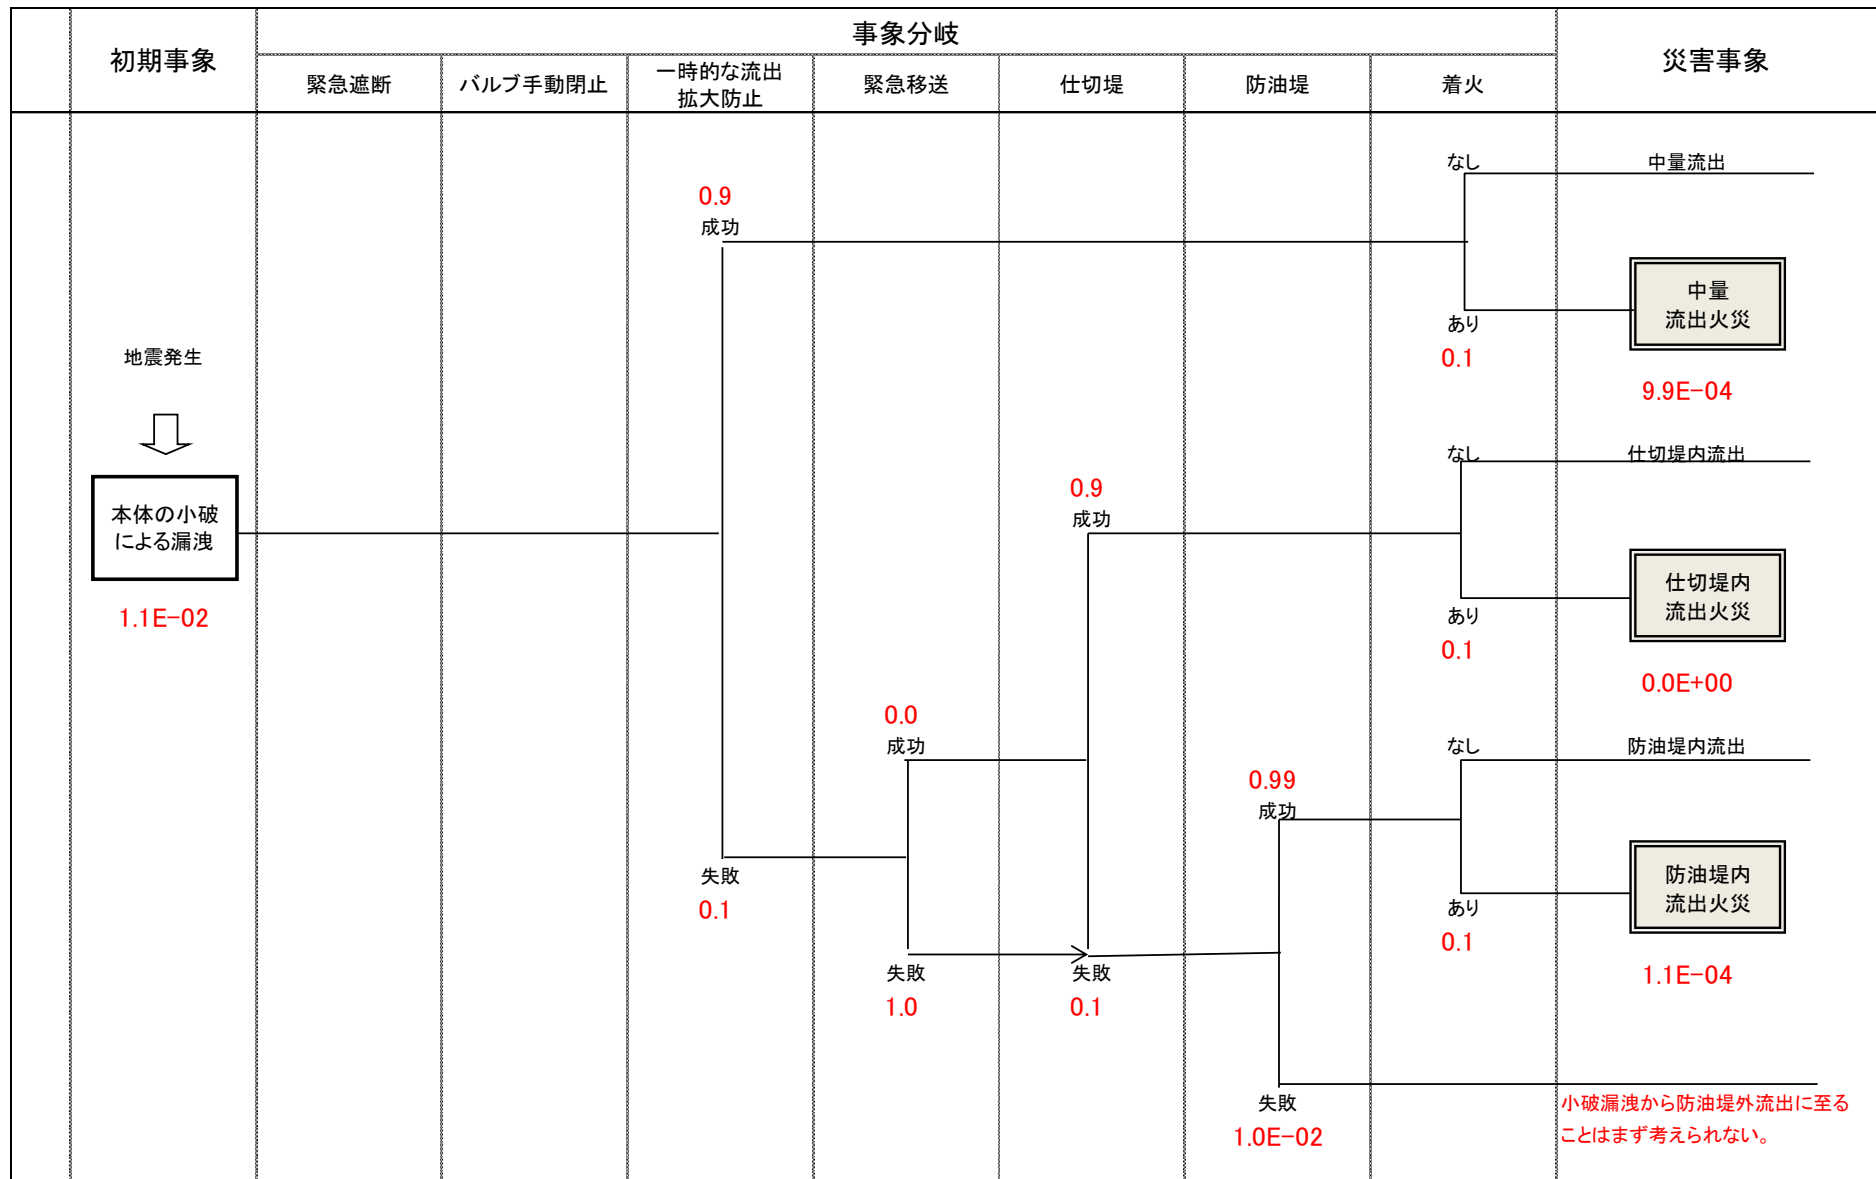 初期事象
事象分岐
災害事象
緊急遮断
バルブ手動閉止
一時的な流出
拡大防止
緊急移送
仕切堤
防油堤
着火
なし
中量流出
0.9
成功
中量
流出火災
あり
0.1
9.9E-04
地震発生
なし
仕切堤内流出
0.9
成功
本体の小破
による漏洩
1.1E-02
仕切堤内
流出火災
あり
0.1
0.0E+00
0.0
成功
なし
防油堤内流出
0.99
成功
失敗
0.1
防油堤内
流出火災
あり
0.1
1.1E-04
失敗
1.0
失敗
0.1
失敗
1.0E-02
小破漏洩から防油堤外流出に至る
ことはまず考えられない。